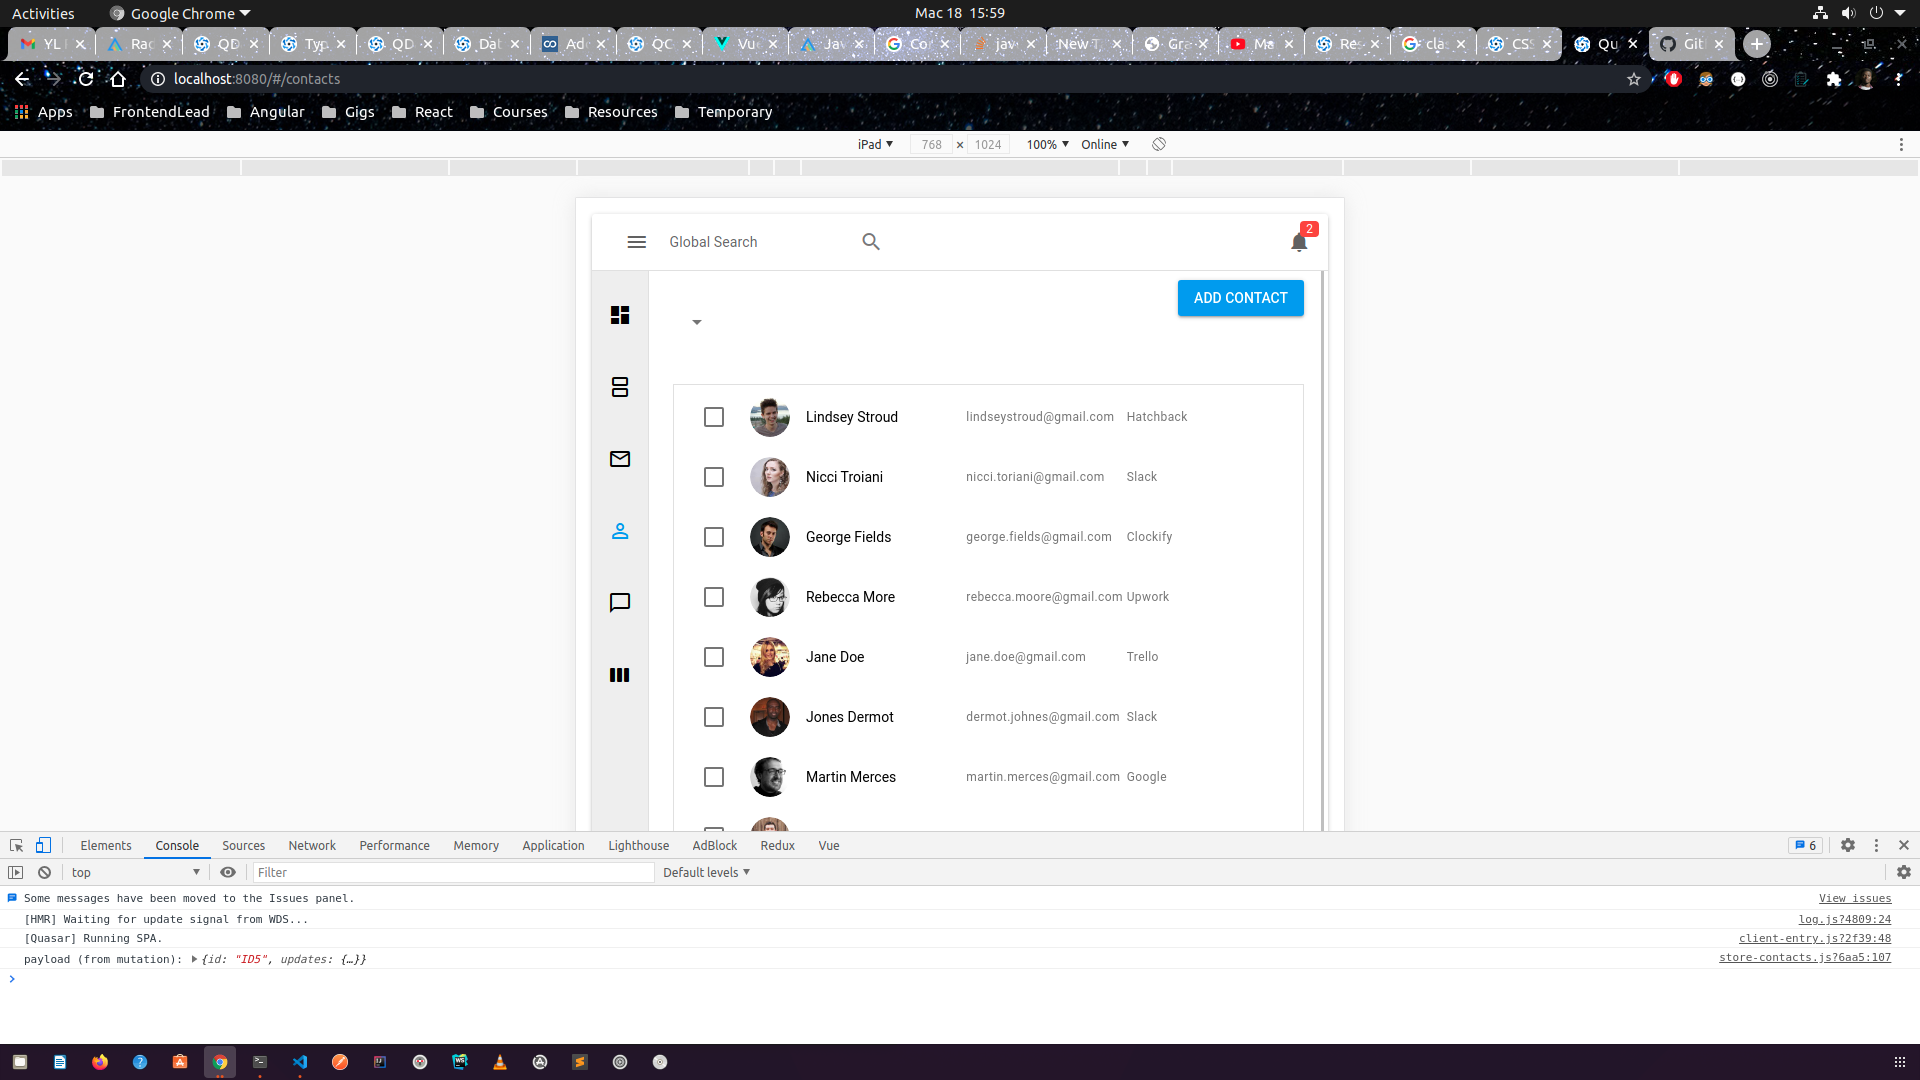 Activities Google Chrome Mac 18 15:59
YL Rac QD Typ QD Dat Ad QC Vue Jav Co jav New T Gra Ma Re cla CSS Qu Git
localhost:8080/#/contacts
Apps FrontendLead Angular Gigs React Courses Resources Temporary
iPad 768 × 1024 100% Online
Global Search 2
ADD CONTACT
Lindsey Stroud lindseystroud@gmail.com Hatchback
Nicci Troiani nicci.toriani@gmail.com Slack
George Fields george.fields@gmail.com Clockify
Rebecca More rebecca.moore@gmail.com Upwork
Jane Doe jane.doe@gmail.com Trello
Jones Dermot dermot.johnes@gmail.com Slack
Martin Merces martin.merces@gmail.com Google
Elements Console Sources Network Performance Memory Application Lighthouse AdBlock Redux Vue 6
top Filter Default levels
Some messages have been moved to the Issues panel. View issues
[HMR] Waiting for update signal from WDS... log.js?4809:24
[Quasar] Running SPA. client-entry.js?2f39:48
payload (from mutation): {id: "ID5", updates: {…}} store-contacts.js?6aa5:107